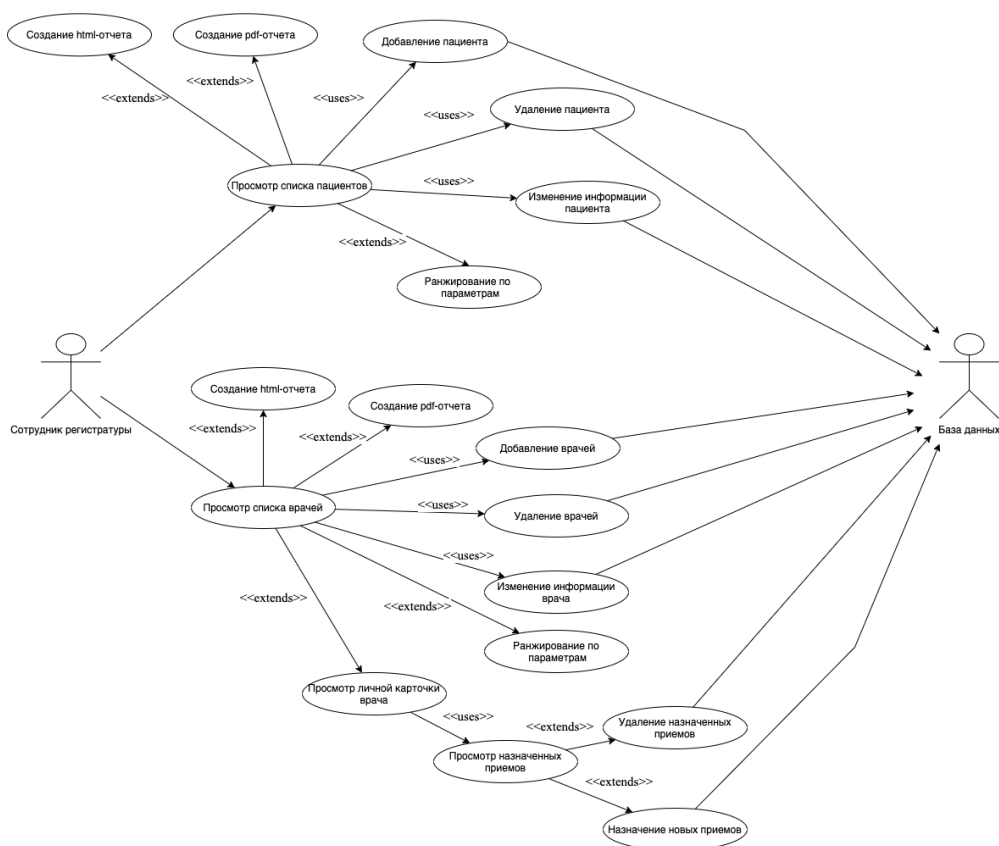 Создание html-отчета
Создание pdf-отчета
Добавление пациента
<<extends>>
<<extends>>
<<uses>>
<<uses>>
Удаление пациента
Просмотр списка пациентов
<<uses>>
Изменение информации
пациента
<<extends>>
Ранжирование по
параметрам
Сотрудник регистратуры
База данных
Создание html-отчета
Создание pdf-отчета
<<extends>>
<<extends>>
<<uses>>
Добавление врачей
Просмотр списка врачей
<<uses>>
Удаление врачей
<<uses>>
Изменение информации
врача
<<extends>>
<<extends>>
Ранжирование по
параметрам
Просмотр личной карточки
врача
<<uses>>
<<extends>>
Удаление назначенных
приемов
Просмотр назначенных
приемов
<<extends>>
Назначение новых приемов